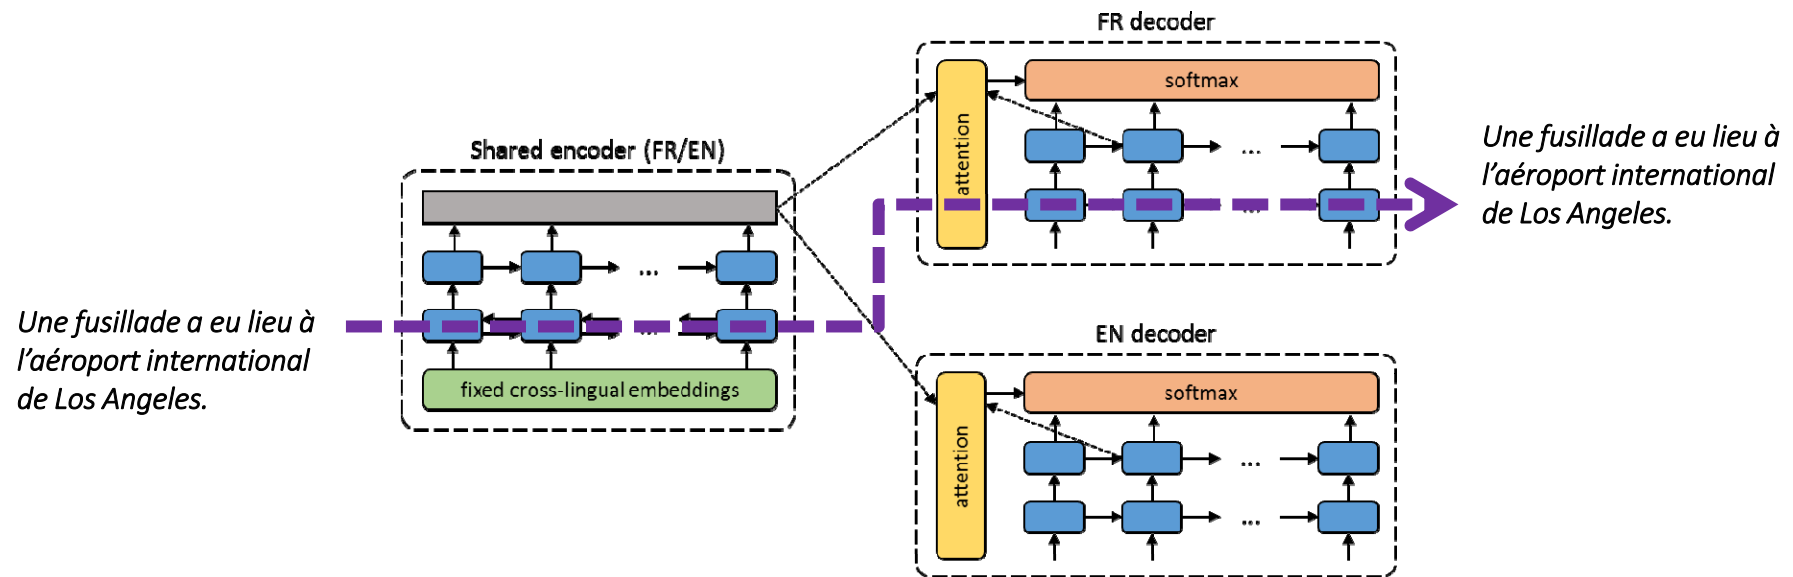 Une fusillade a eu lieu à
l'aéroport international
de Los Angeles.
Shared encoder (FR/EN)
...
...
fixed cross-lingual embeddings
FR decoder
attention
softmax
...
...
EN decoder
attention
softmax
...
...
Une fusillade a eu lieu à
l'aéroport international
de Los Angeles.